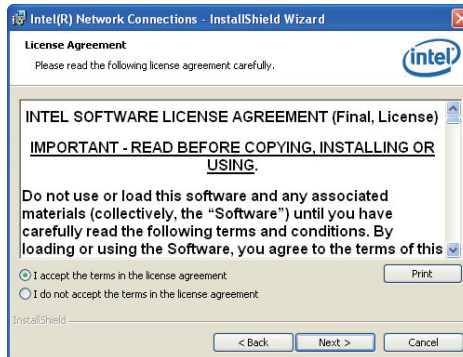 Intel(R) Network Connections - InstallShield Wizard
License Agreement
Please read the following license agreement carefully.
intel
INTEL SOFTWARE LICENSE AGREEMENT (Final, License)
IMPORTANT - READ BEFORE COPYING, INSTALLING OR
USING.
Do not use or load this software and any associated
materials (collectively, the “Software”) until you have
carefully read the following terms and conditions. By
loading or using the Software, you agree to the terms of this
I accept the terms in the license agreement
Print
I do not accept the terms in the license agreement
InstallShield
< Back
Next >
Cancel